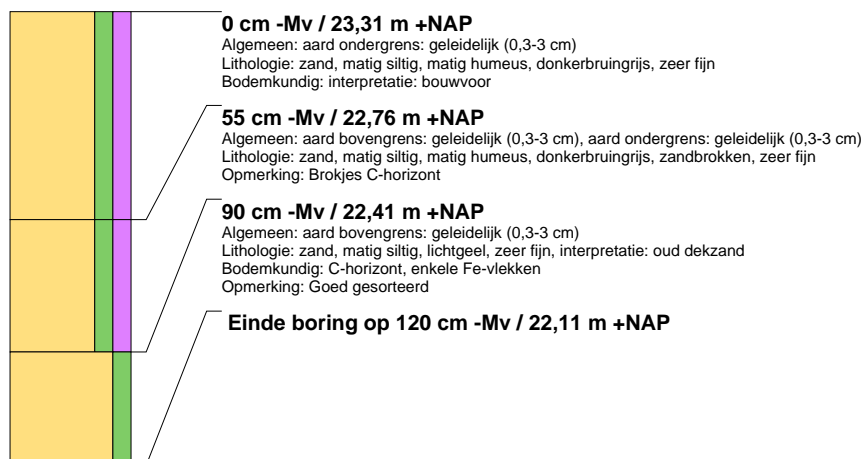 0 cm -Mv / 23,31 m +NAP
Algemeen: aard ondergrens: geleidelijk (0,3-3 cm)
Lithologie: zand, matig siltig, matig humeus, donkerbruingrijs, zeer fijn
Bodemkundig: interpretatie: bouwvoor
55 cm -Mv / 22,76 m +NAP
Algemeen: aard bovengrens: geleidelijk (0,3-3 cm), aard ondergrens: geleidelijk (0,3-3 cm)
Lithologie: zand, matig siltig, matig humeus, donkerbruingrijs, zandbrokken, zeer fijn
Opmerking: Brokjes C-horizont
90 cm -Mv / 22,41 m +NAP
Algemeen: aard bovengrens: geleidelijk (0,3-3 cm)
Lithologie: zand, matig siltig, lichtgeel, zeer fijn, interpretatie: oud dekzand
Bodemkundig: C-horizont, enkele Fe-vlekken
Opmerking: Goed gesorteerd
Einde boring op 120 cm -Mv / 22,11 m +NAP